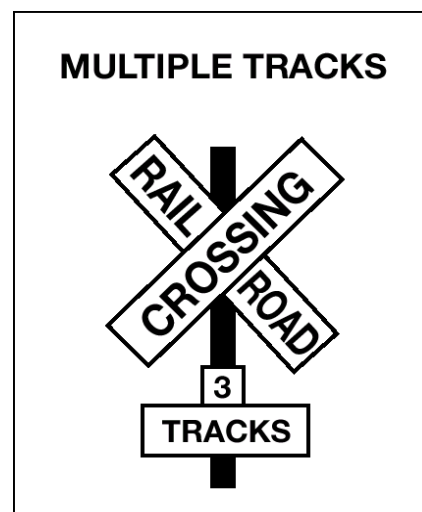 MULTIPLE TRACKS
RAIL
CROSSING
ROAD
3
TRACKS